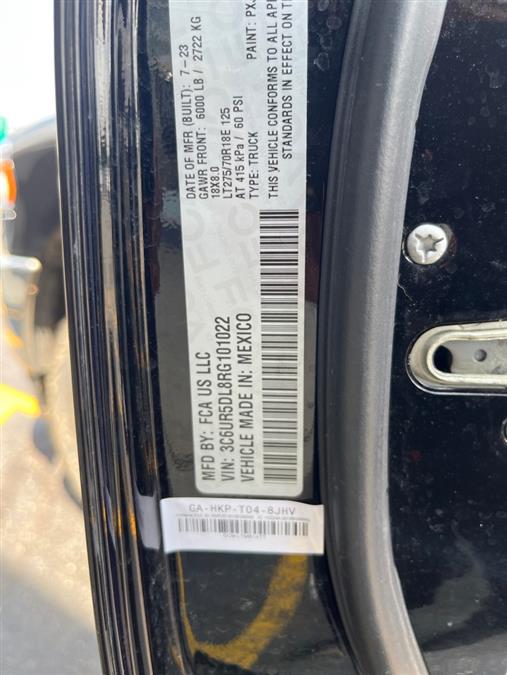 MFD BY: FCA US LLC
VIN: 3C6UR5DL8RG101022
VEHICLE MADE IN: MEXICO
DATE OF MFR (BUILT): 7-23
GAWR FRONT: 6000 LB / 2722 KG
18X8.0
LT275/70R18E 125
AT 415 kPa / 60 PSI
TYPE: TRUCK
PAINT: PX
THIS VEHICLE CONFORMS TO ALL APP
STANDARDS IN EFFECT ON THE
CA-HKP-T04-8JHV